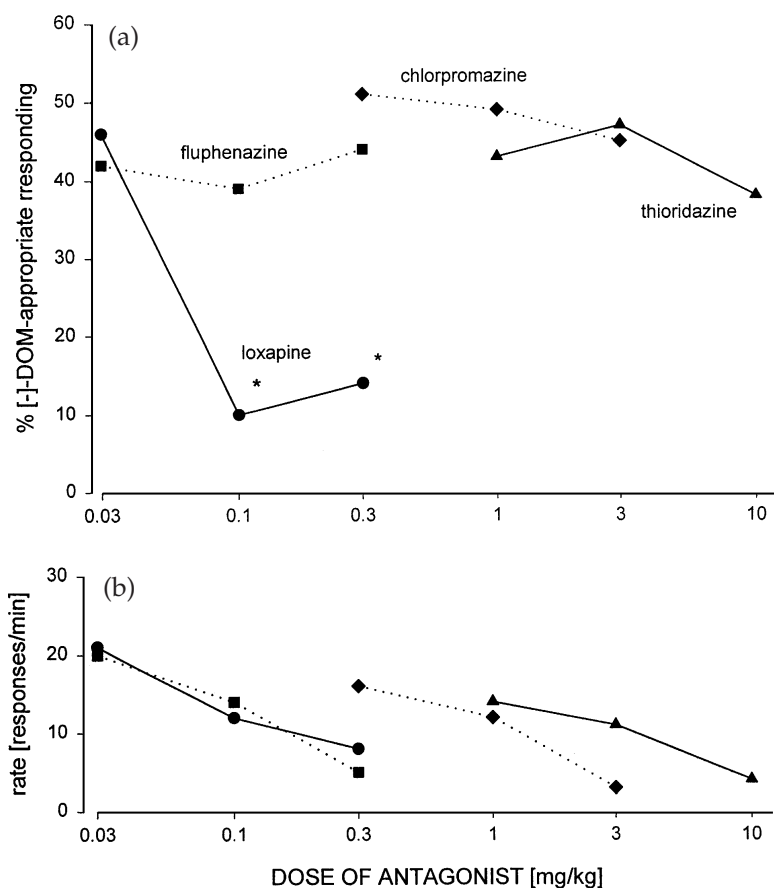 (a)
% [-]-DOM-appropriate rresponding
60
50
40
30
20
10
0
chlorpromazine
fluphenazine
thioridazine
loxapine
*
*
0.03 0.1 0.3 1 3 10
(b)
rate [responses/min]
30
20
10
0
0.03 0.1 0.3 1 3 10
DOSE OF ANTAGONIST [mg/kg]